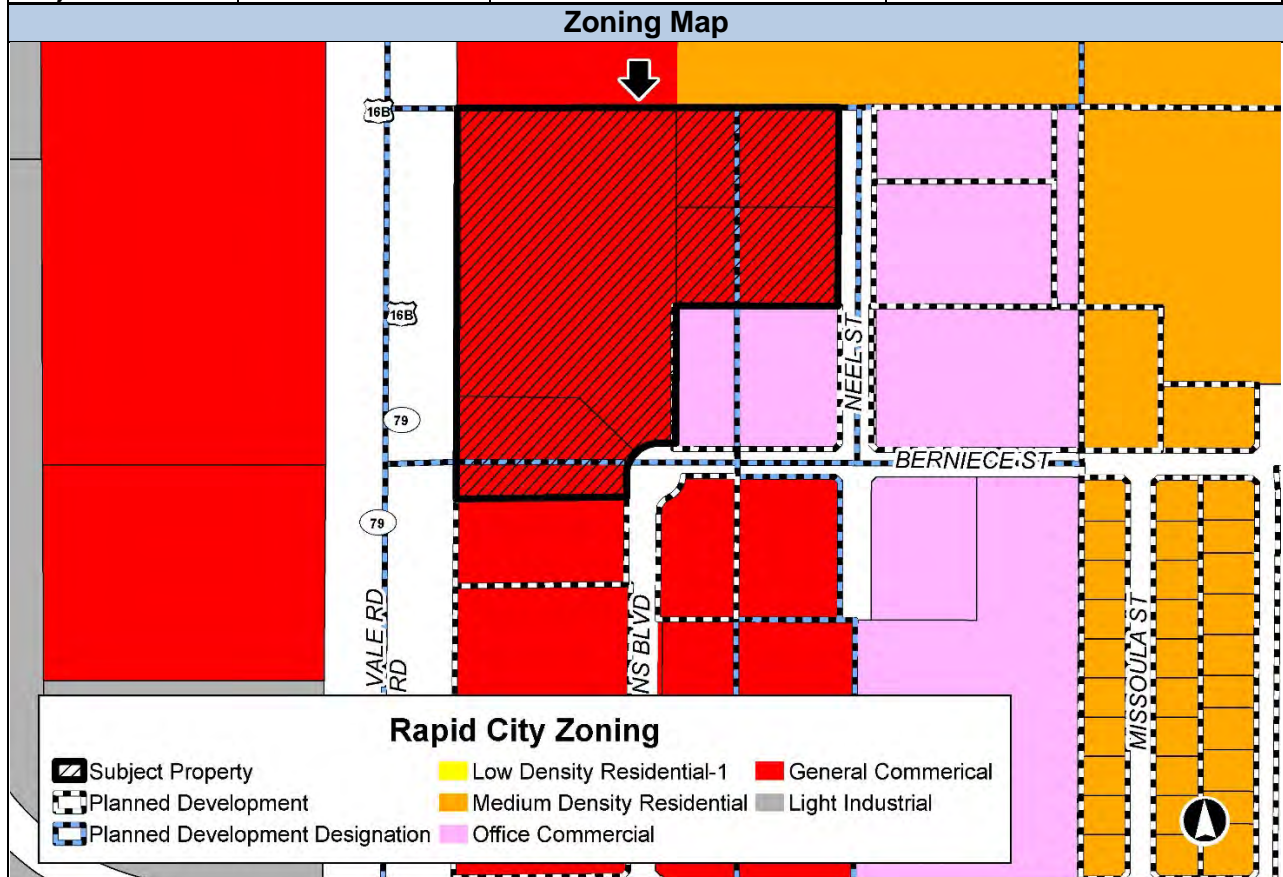 Zoning Map
16B
16B
79
79
NEEL ST
BERNIECE ST
VALE RD
RD
NS BLVD
MISSOULA ST
Rapid City Zoning
Subject Property
Low Density Residential-1
General Commerical
Planned Development
Medium Density Residential
Light Industrial
Planned Development Designation
Office Commercial